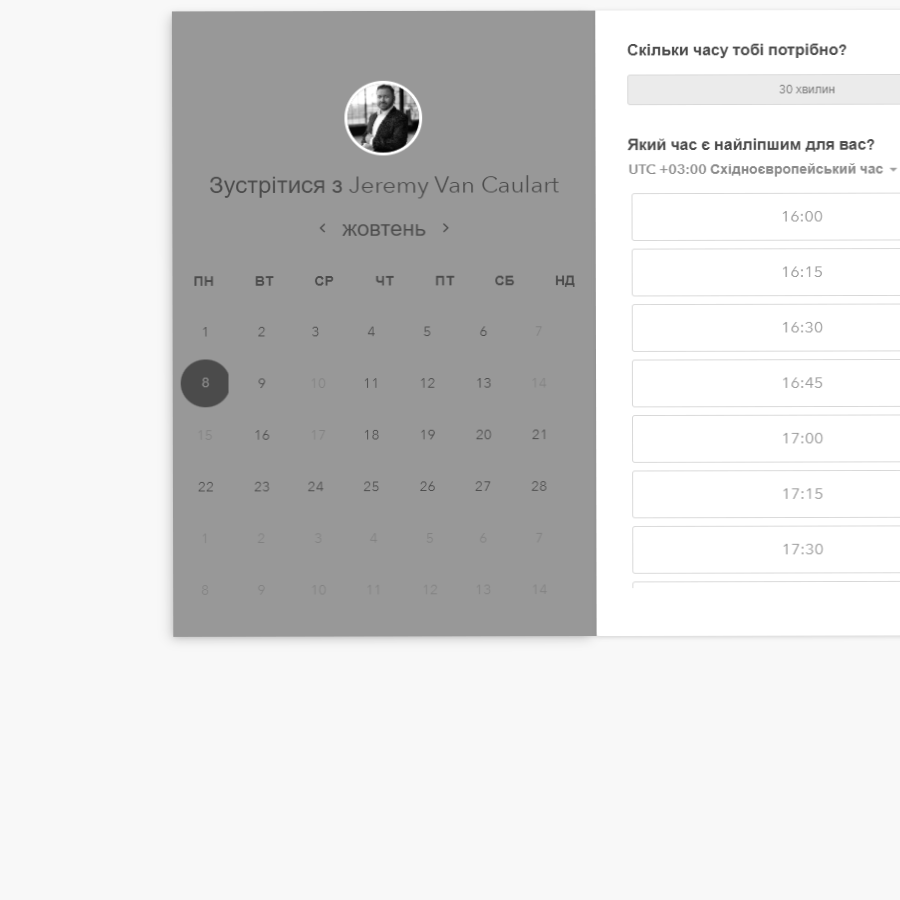 Зустрітися з Jeremy Van Caulart
жовтень
ПН ВТ СР ЧТ ПТ СБ НД
1 2 3 4 5 6 7
8 9 10 11 12 13 14
15 16 17 18 19 20 21
22 23 24 25 26 27 28
1 2 3 4 5 6 7
8 9 10 11 12 13 14
Скільки часу тобі потрібно?
30 хвилин
Який час є найліпшим для вас?
UTC +03:00 Східноєвропейський час
16:00
16:15
16:30
16:45
17:00
17:15
17:30